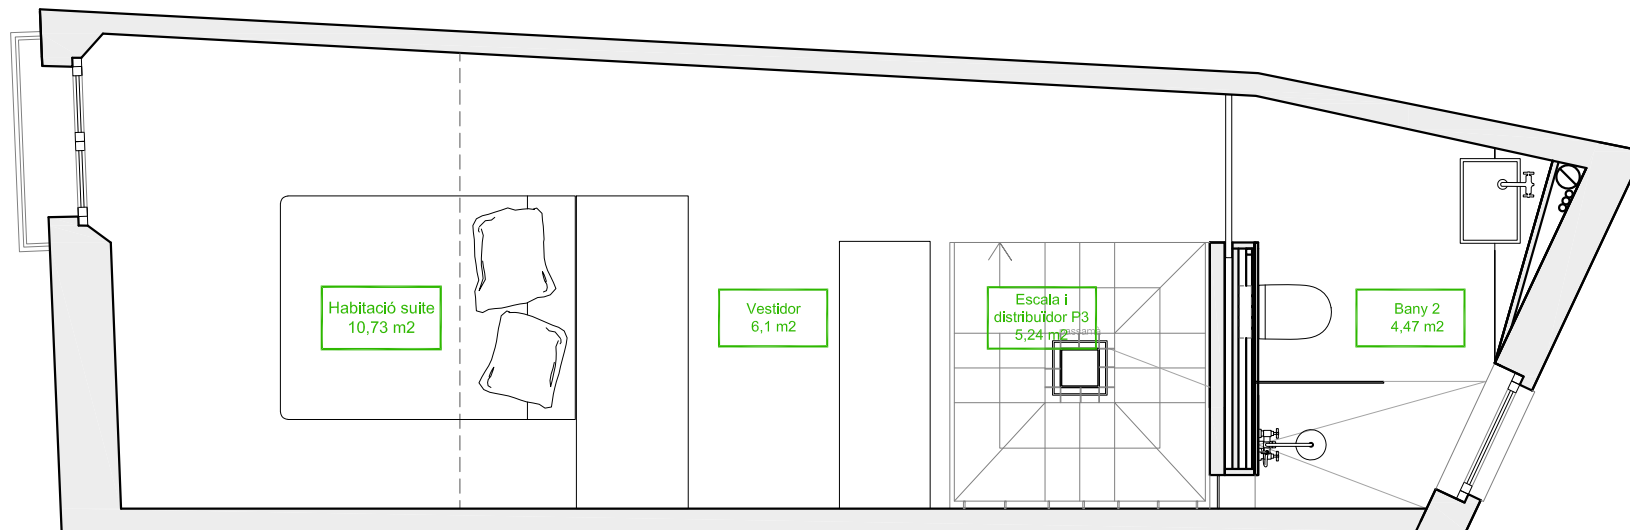 Habitació suite
10,73 m2
Vestidor
6,1 m2
Escala i
distribuïdor P3
5,24 m2
passamà
Bany 2
4,47 m2